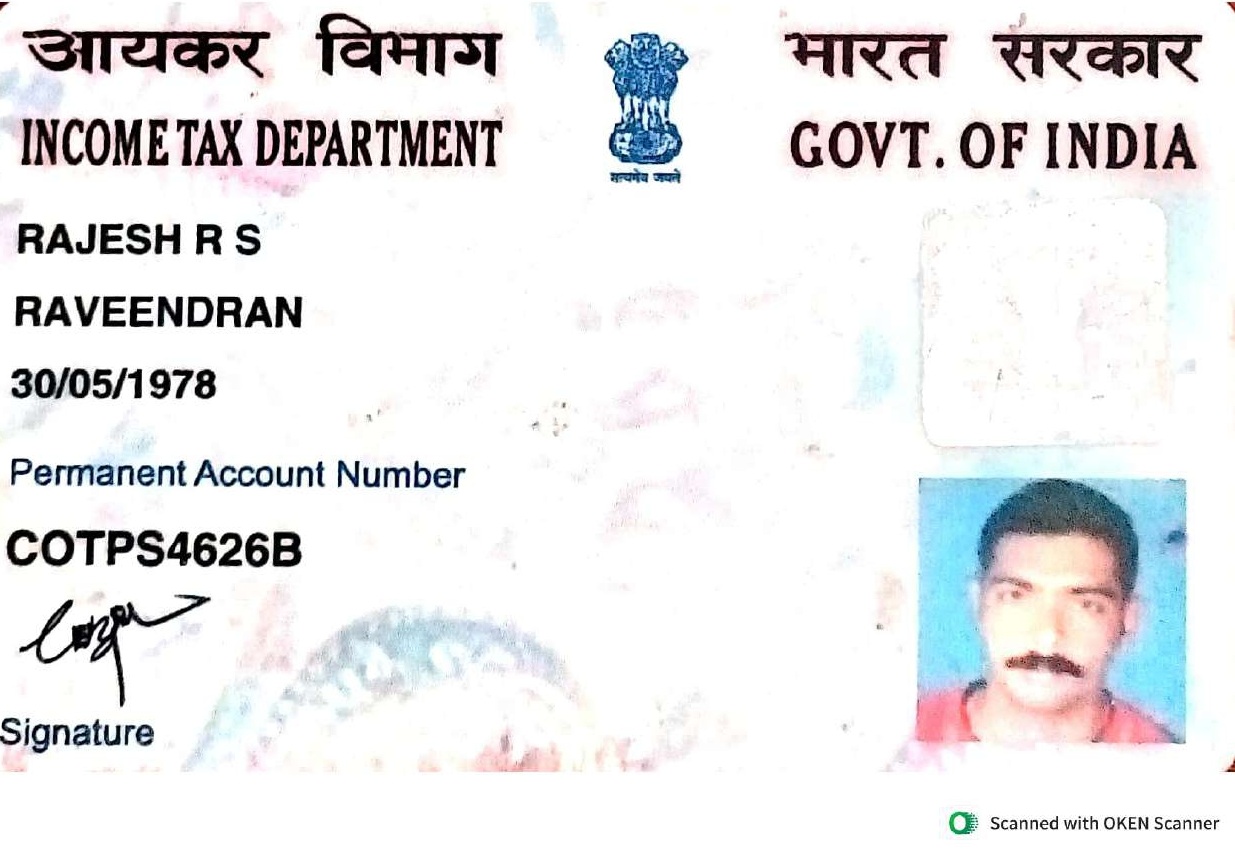 आयकर विभाग
INCOME TAX DEPARTMENT
सत्यमेव जयते
भारत सरकार
GOVT. OF INDIA
RAJESH R S
RAVEENDRAN
30/05/1978
Permanent Account Number
COTPS4626B
Signature
Scanned with OKEN Scanner